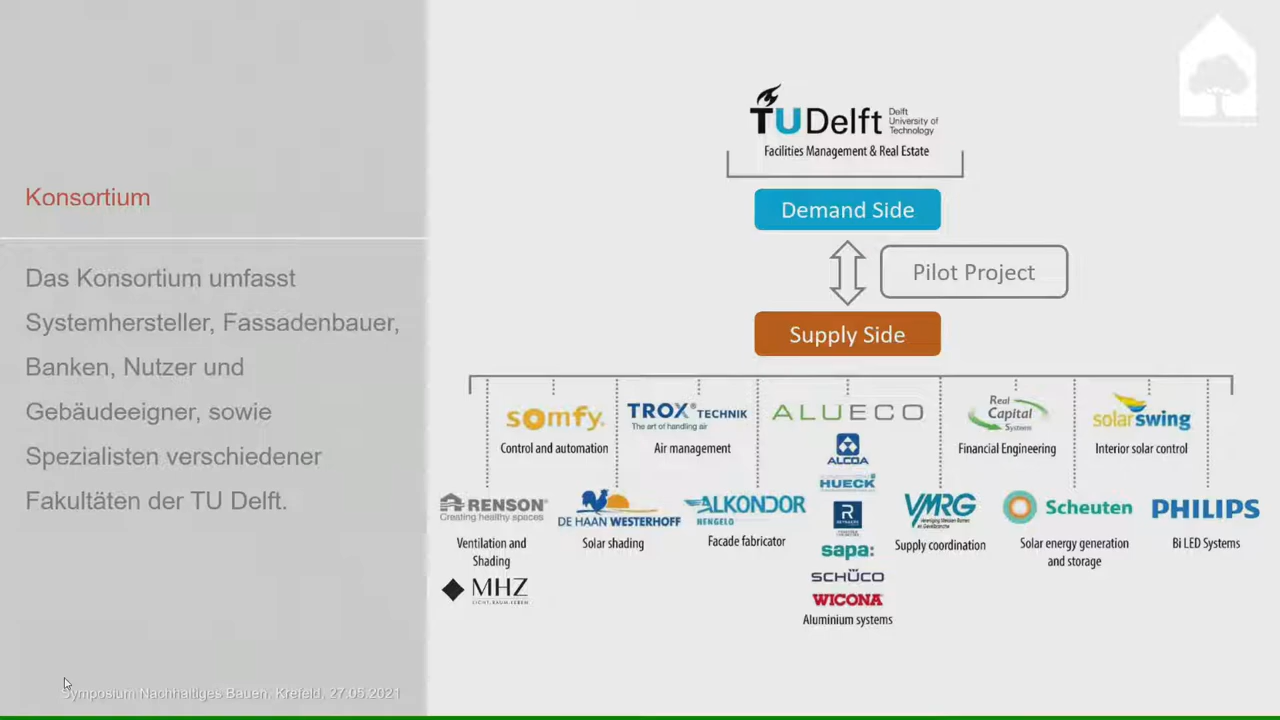 Konsortium
Das Konsortium umfasst
Systemhersteller, Fassadenbauer,
Banken, Nutzer und
Gebäudeeigner, sowie
Spezialisten verschiedener
Fakultäten der TU Delft.
Symposium Nachhaltiges Bauen, Krefeld, 27.05.2021
TU Delft
Delft
University of
Technology
Facilities Management & Real Estate
Demand Side
Pilot Project
Supply Side
somfy.
Control and automation
TROX® TECHNIK
The art of handling air
Air management
ALUECO
ALCOA
HUECK
sapa:
SCHÜCO
WICONA
Aluminium systems
Real
Capital
System
Financial Engineering
solarswing
Interior solar control
RENSON®
Creating healthy spaces
Ventilation and
Shading
MHZ
LICHT.RAUM.LEBEN
DE HAAN WESTERHOFF
Solar shading
ALKONDOR
HENGELO
Facade fabricator
VMRG
Supply coordination
Scheuten
Solar energy generation
and storage
PHILIPS
Bi LED Systems